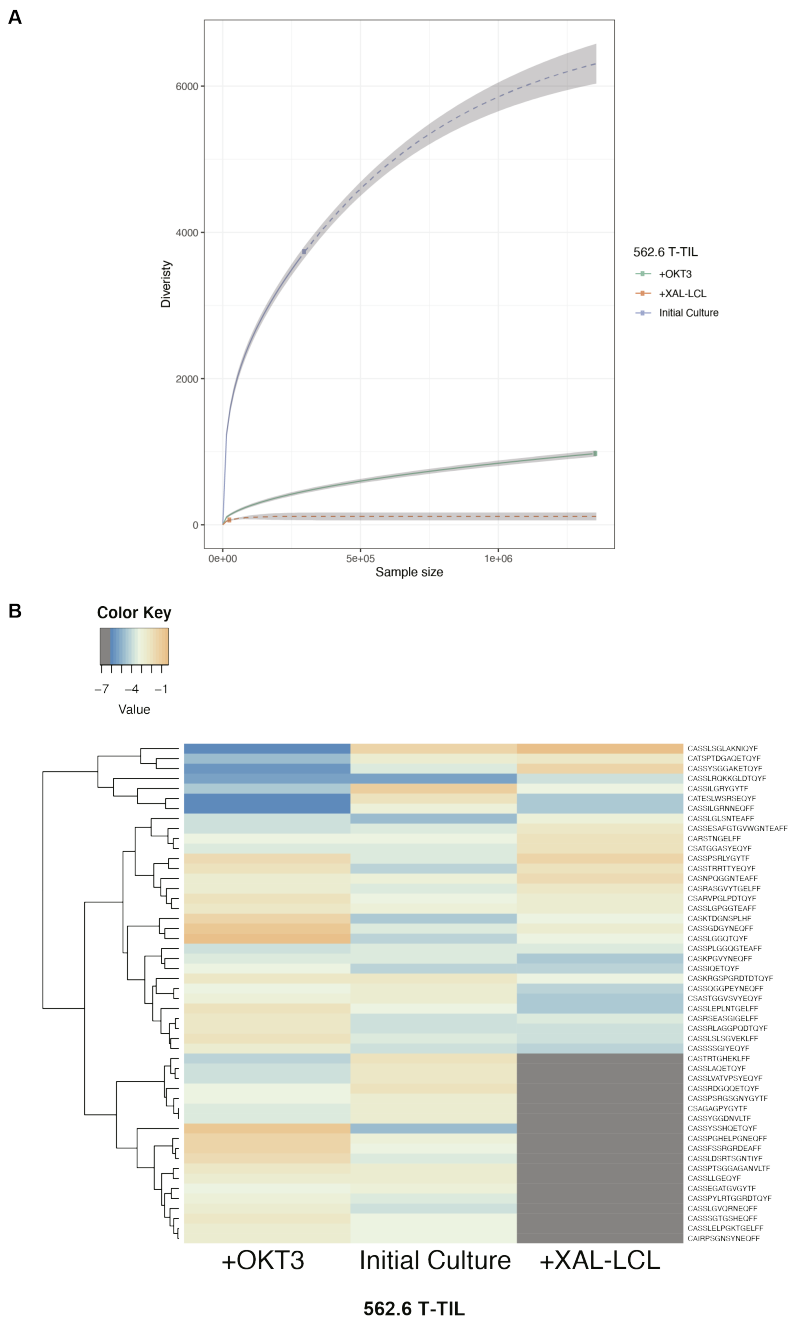 A
6000
4000
2000
0
Diveristy
0e+00 5e+05 1e+06
Sample size
562.6 T-TIL
+OKT3
+XAL-LCL
Initial Culture
B
Color Key
−7 −4 −1
Value
CASSLSGLAKNIQYF
CATSPTDGAQETQYF
CASSYSGGAKETQYF
CASSLRQKKGLDTQYF
CASSILGRYGYTF
CATESLWSRSEQYF
CASSILGRNNEQFF
CASSLGLSNTEAFF
CASSESAFGTGVWGNTEAFF
CARSTNGELFF
CSATGGASYEQYF
CASSPSRLYGYTF
CASSTRRTTYEQYF
CASNPQGGNTEAFF
CASRASGVYTGELFF
CSARVPGLPDTQYF
CASSLGPGGTEAFF
CASKTDGNSPLHF
CASSGDGYNEQFF
CASSLGGQTQYF
CASSPLGGQGTEAFF
CASKPGVYNEQFF
CASSIQETQYF
CASKRGSPGRDTDTQYF
CASSQGGPEYNEQFF
CSASTGGVSVYEQYF
CASSLEPLNTGELFF
CASRSEASGIGELFF
CASSRLAGGPQDTQYF
CASSLSLSGVEKLFF
CASSSSGIYEQYF
CASTRTGHEKLFF
CASSLAQETQYF
CASSLVATVPSYEQYF
CASSRDGQQETQYF
CASSPSRGSGNYGYTF
CSAGAGPYGYTF
CASSYGGDNVLTF
CASSYSSHQETQYF
CASSPGHELPGNEQFF
CASSFSSRGRDEAFF
CASSLDSRTSGNTIYF
CASSPTSGGAGANVLTF
CASSLLGEQYF
CASSEGATGVGYTF
CASSPYLRTGGRDTQYF
CASSLGVQRNEQFF
CASSSGTGSHEQFF
CASSLELPGKTGELFF
CAIRPSGNSYNEQFF
+OKT3 Initial Culture +XAL-LCL
562.6 T-TIL